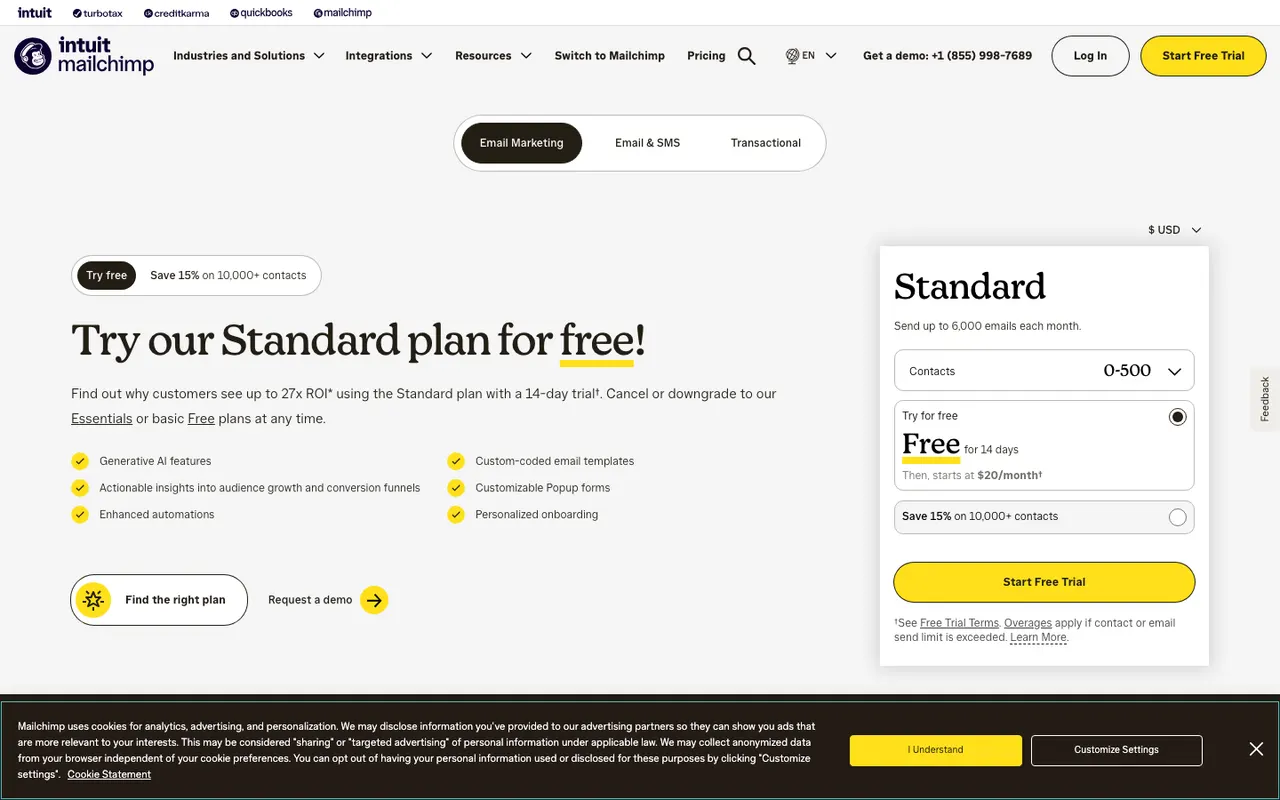 intuit turbotax creditkarma quickbooks mailchimp
intuit
mailchimp
Industries and Solutions Integrations Resources Switch to Mailchimp Pricing EN Get a demo: +1 (855) 998-7689 Log In Start Free Trial
Email Marketing Email & SMS Transactional
$ USD
Try free Save 15% on 10,000+ contacts
Try our Standard plan for free!
Find out why customers see up to 27x ROI* using the Standard plan with a 14-day trial†. Cancel or downgrade to our
Essentials or basic Free plans at any time.
Generative AI features
Actionable insights into audience growth and conversion funnels
Enhanced automations
Custom-coded email templates
Customizable Popup forms
Personalized onboarding
Find the right plan Request a demo
Standard
Send up to 6,000 emails each month.
Contacts 0-500
Try for free
Free for 14 days
Then, starts at $20/month†
Save 15% on 10,000+ contacts
Start Free Trial
†See Free Trial Terms. Overages apply if contact or email
send limit is exceeded. Learn More.
Feedback
Mailchimp uses cookies for analytics, advertising, and personalization. We may disclose information you've provided to our advertising partners so they can show you ads that
are more relevant to your interests. This may be considered "sharing" or "targeted advertising" of personal information under applicable law. We may collect anonymized data
from your browser independent of your cookie preferences. You can opt out of having your personal information used or disclosed for these purposes by clicking "Customize
settings". Cookie Statement
I Understand Customize Settings